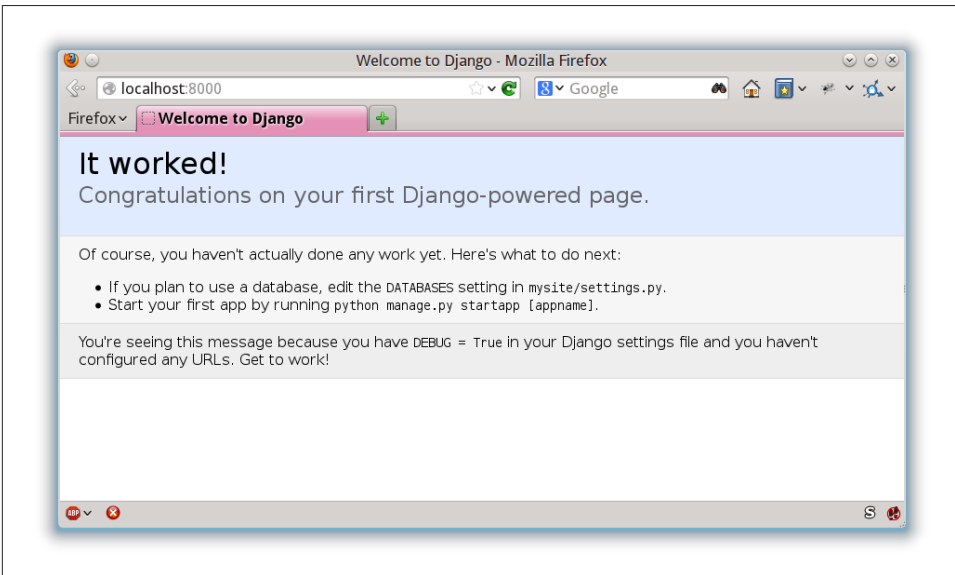 Welcome to Django - Mozilla Firefox
localhost:8000
8 Google
Firefox
Welcome to Django
It worked!
Congratulations on your first Django-powered page.
Of course, you haven't actually done any work yet. Here's what to do next:
• If you plan to use a database, edit the DATABASES setting in mysite/settings.py.
• Start your first app by running python manage.py startapp [appname].
You're seeing this message because you have DEBUG = True in your Django settings file and you haven't
configured any URLs. Get to work!
ABP
S